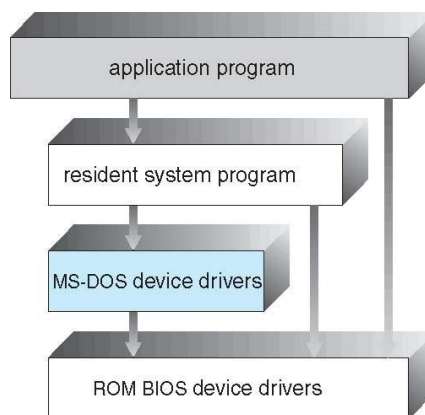 application program
resident system program
MS-DOS device drivers
ROM BIOS device drivers